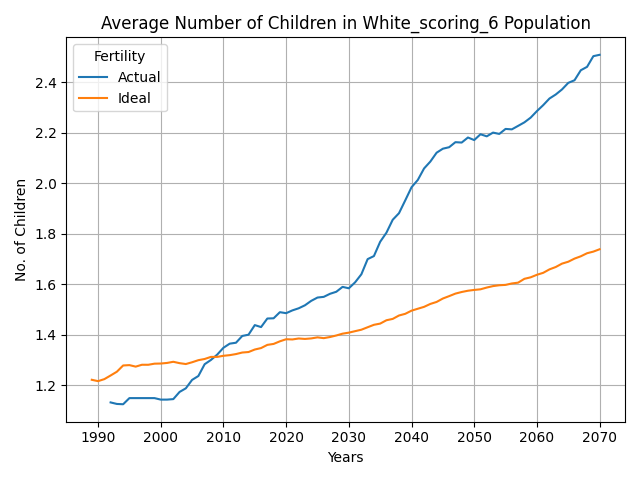 Average Number of Children in White_scoring_6 Population
Fertility
Actual
Ideal
No. of Children
2.4
2.2
2.0
1.8
1.6
1.4
1.2
1990 2000 2010 2020 2030 2040 2050 2060 2070
Years